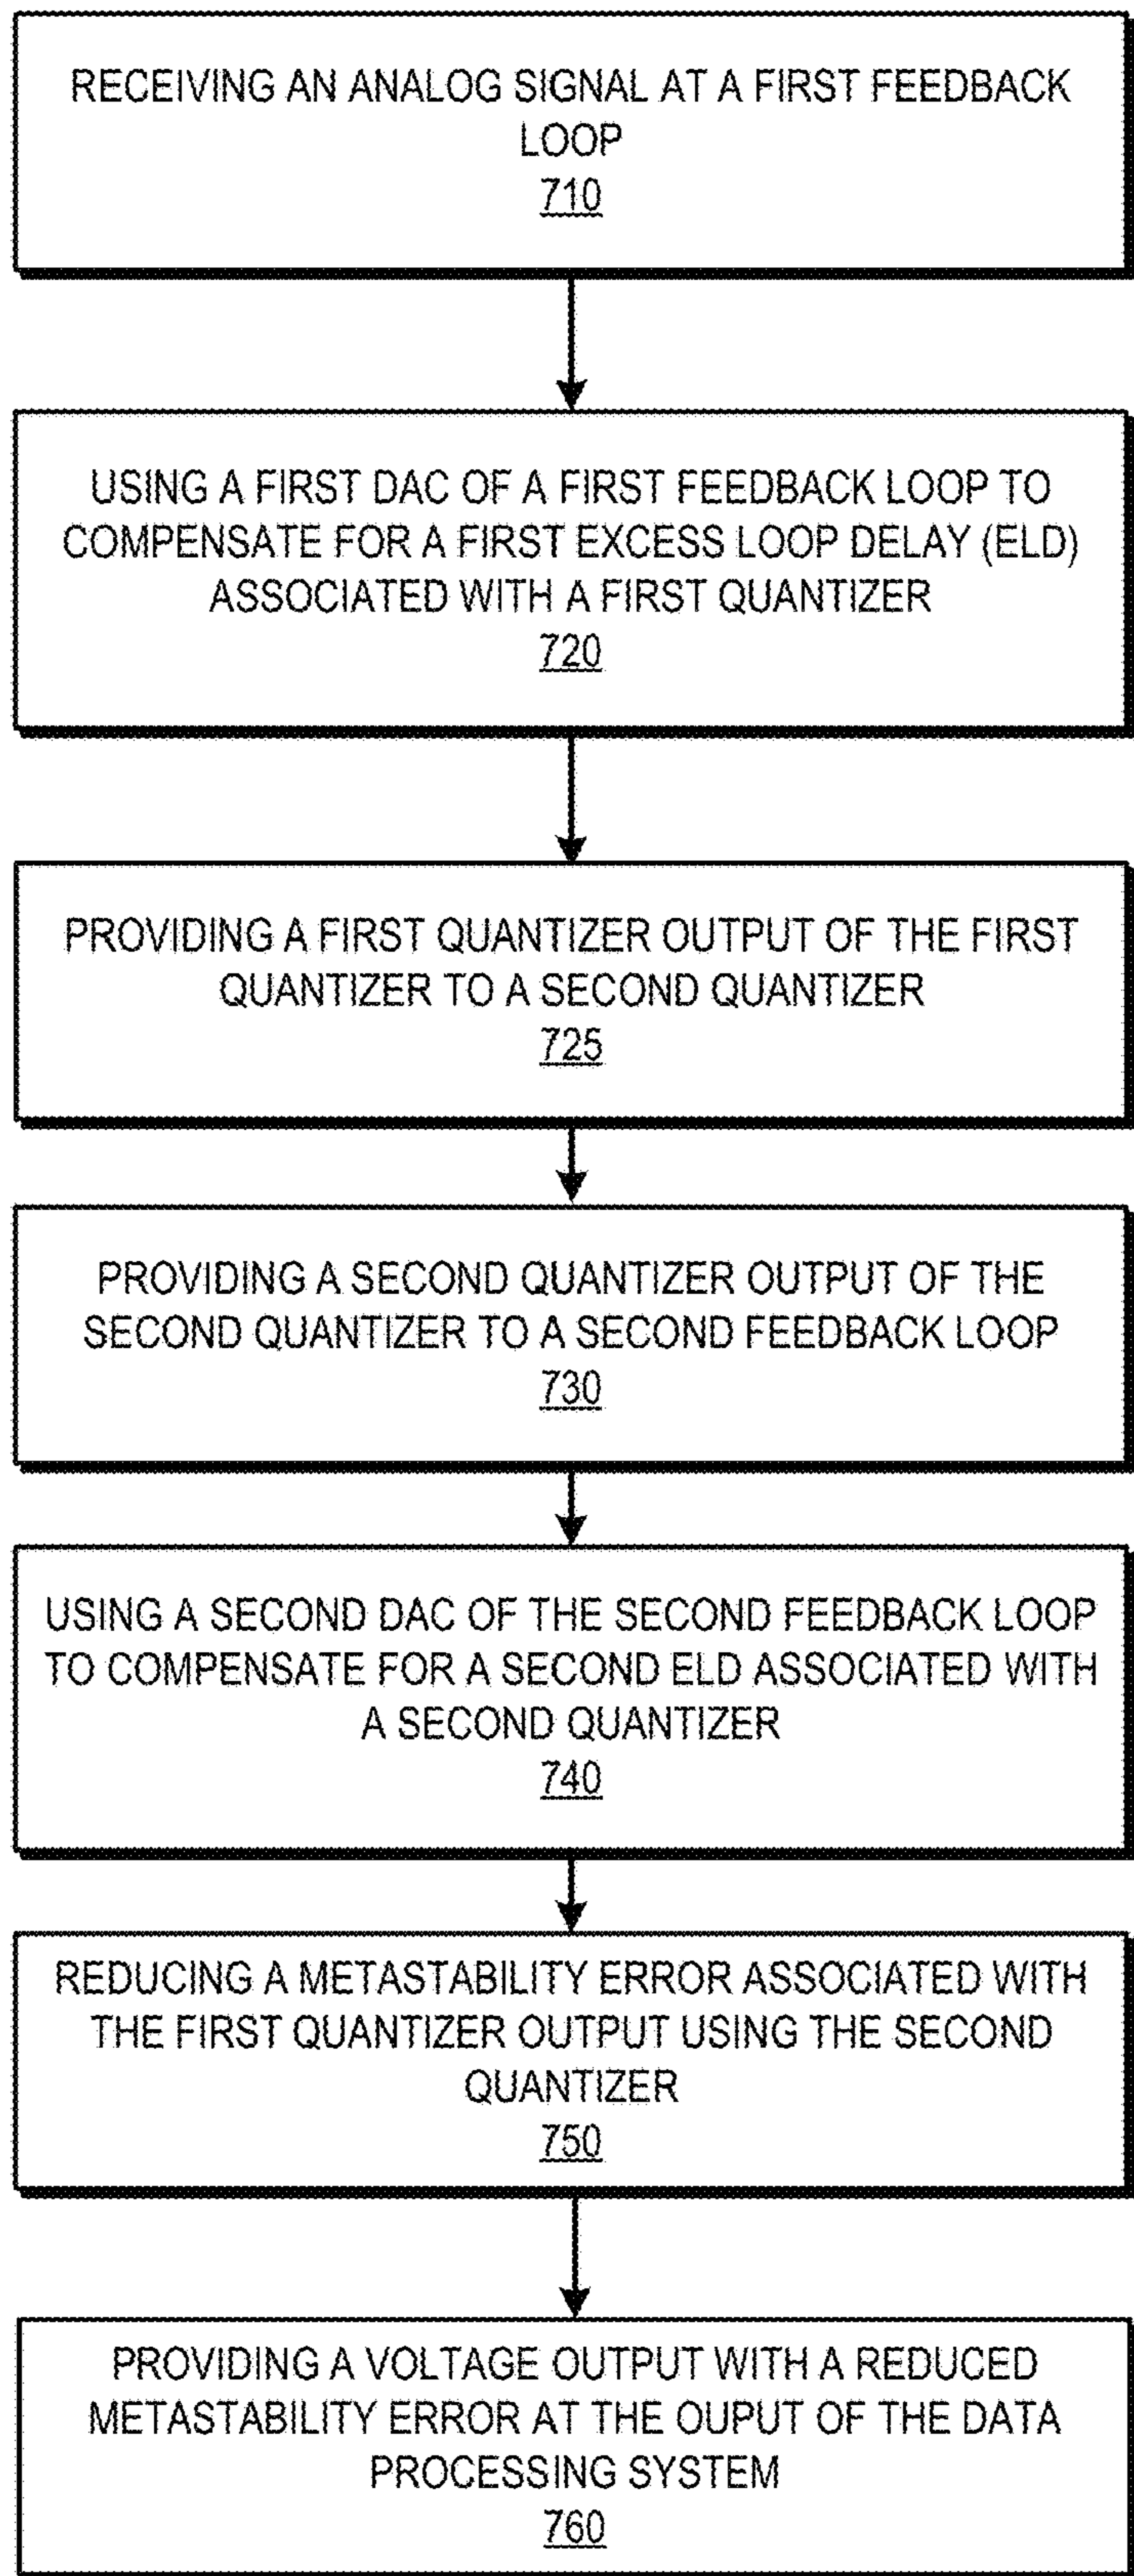 RECEIVING AN ANALOG SIGNAL AT A FIRST FEEDBACK
LOOP
710
USING A FIRST DAC OF A FIRST FEEDBACK LOOP TO
COMPENSATE FOR A FIRST EXCESS LOOP DELAY (ELD)
ASSOCIATED WITH A FIRST QUANTIZER
720
PROVIDING A FIRST QUANTIZER OUTPUT OF THE FIRST
QUANTIZER TO A SECOND QUANTIZER
725
PROVIDING A SECOND QUANTIZER OUTPUT OF THE
SECOND QUANTIZER TO A SECOND FEEDBACK LOOP
730
USING A SECOND DAC OF THE SECOND FEEDBACK LOOP
TO COMPENSATE FOR A SECOND ELD ASSOCIATED WITH
A SECOND QUANTIZER
740
REDUCING A METASTABILITY ERROR ASSOCIATED WITH
THE FIRST QUANTIZER OUTPUT USING THE SECOND
QUANTIZER
750
PROVIDING A VOLTAGE OUTPUT WITH A REDUCED
METASTABILITY ERROR AT THE OUPUT OF THE DATA
PROCESSING SYSTEM
760